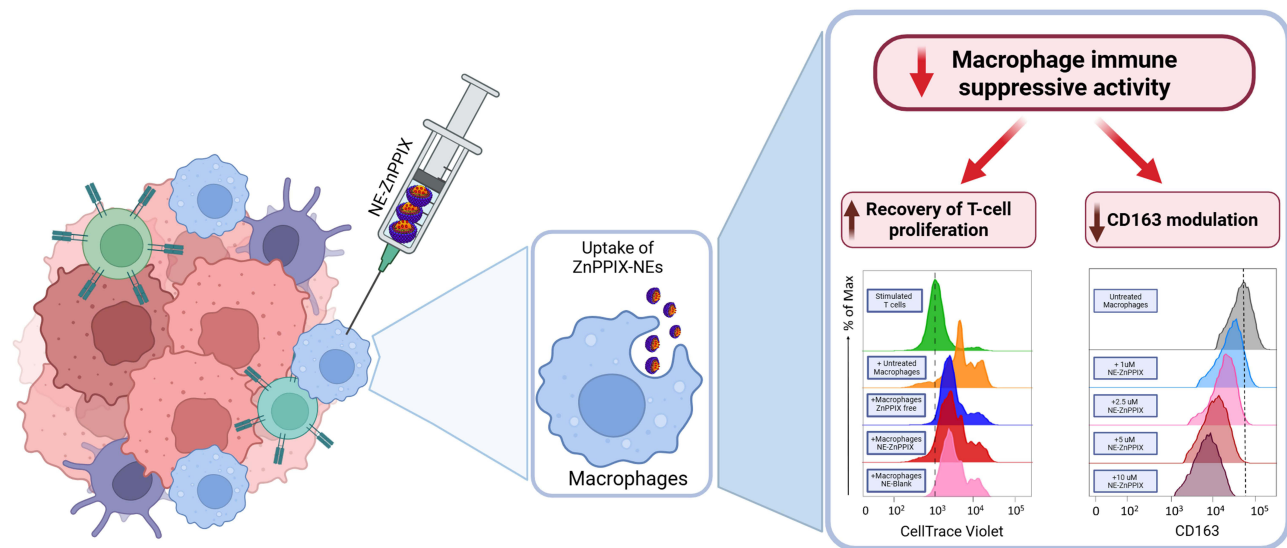 NE-ZnPPIX
Uptake of
ZnPPIX-NEs
Macrophages
Macrophage immune
suppressive activity
Recovery of T-cell
proliferation
CD163 modulation
% of Max
Stimulated
T cells
+ Untreated
Macrophages
+Macrophages
ZnPPIX free
+Macrophages
NE-ZnPPIX
+Macrophages
NE-Blank
0 10² 10³ 10⁴ 10⁵
CellTrace Violet
Untreated
Macrophages
+ 1uM
NE-ZnPPIX
+2.5 uM
NE-ZnPPIX
+5 uM
NE-ZnPPIX
+10 uM
NE-ZnPPIX
0 10² 10³ 10⁴ 10⁵
CD163